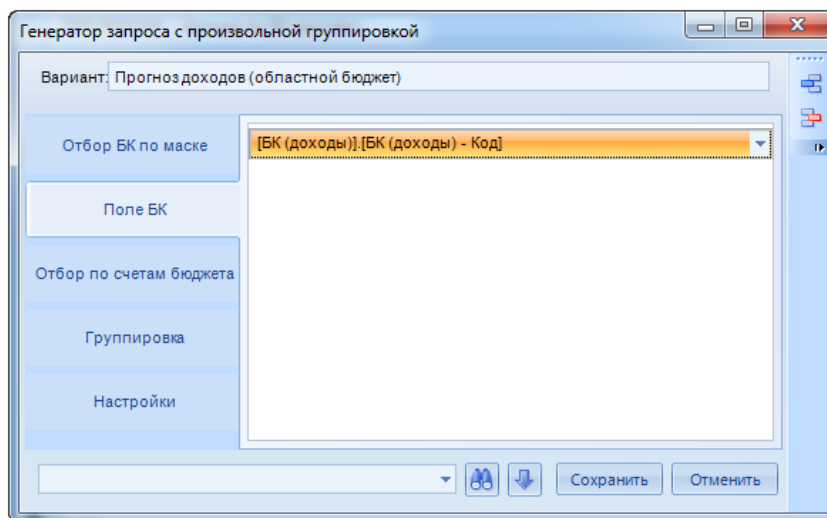 Генератор запроса с произвольной группировкой
Вариант: Прогноз доходов (областной бюджет)
Отбор БК по маске
[БК (доходы)].[БК (доходы) - Код]
Поле БК
Отбор по счетам бюджета
Группировка
Настройки
Сохранить
Отменить